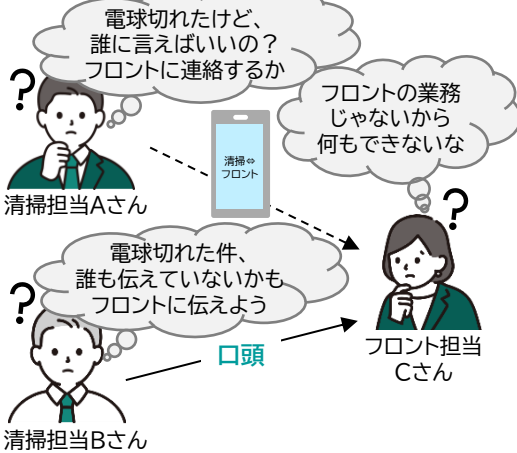 電球切れたけど、
誰に言えばいいの？
フロントに連絡するか
?
フロントの業務
じゃないから
何もできないな
清掃⇔
フロント
清掃担当Aさん
?
電球切れた件、
誰も伝えていないかも
フロントに伝えよう
?
口頭
フロント担当
Cさん
清掃担当Bさん